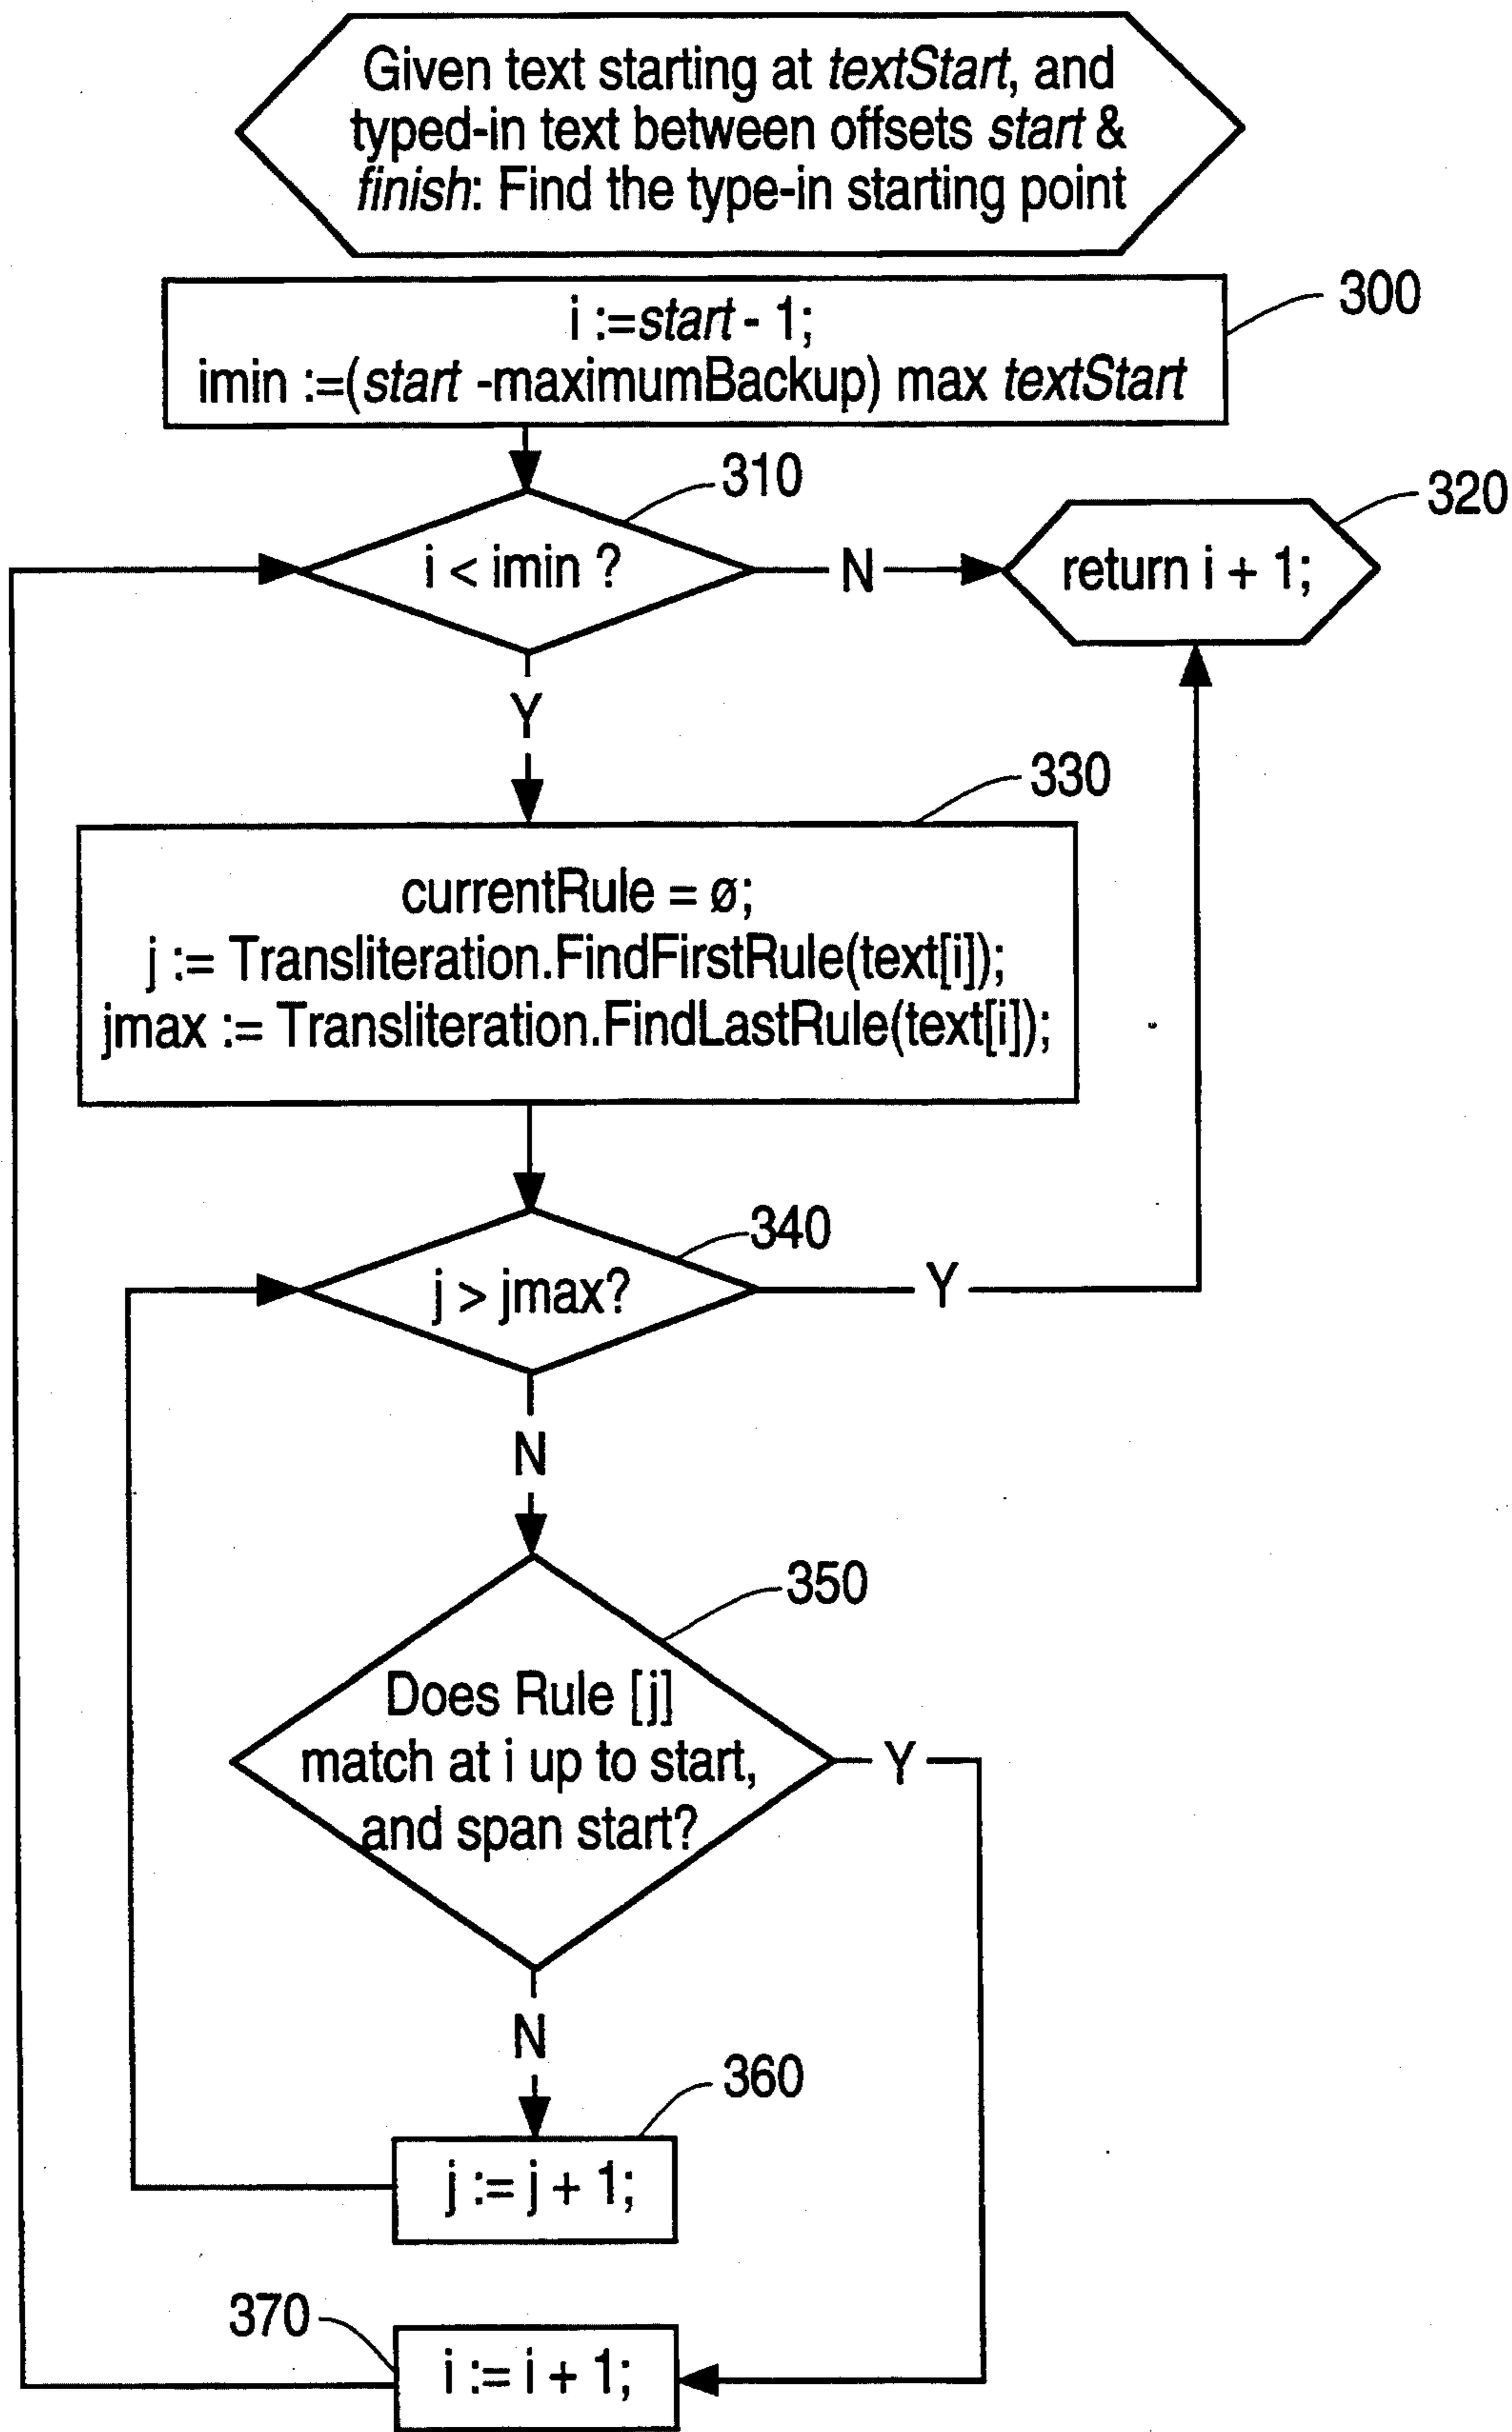 Given text starting at textStart, and
typed-in text between offsets start &
finish: Find the type-in starting point
300
i :=start - 1;
imin :=(start -maximumBackup) max textStart
310
320
i < imin ?
N
return i + 1;
Y
330
currentRule = ø;
j := Transliteration.FindFirstRule(text[i]);
jmax := Transliteration.FindLastRule(text[i]);
340
j > jmax?
Y
N
350
Does Rule [j]
match at i up to start,
and span start?
Y
N
360
j := j + 1;
370
i := i + 1;